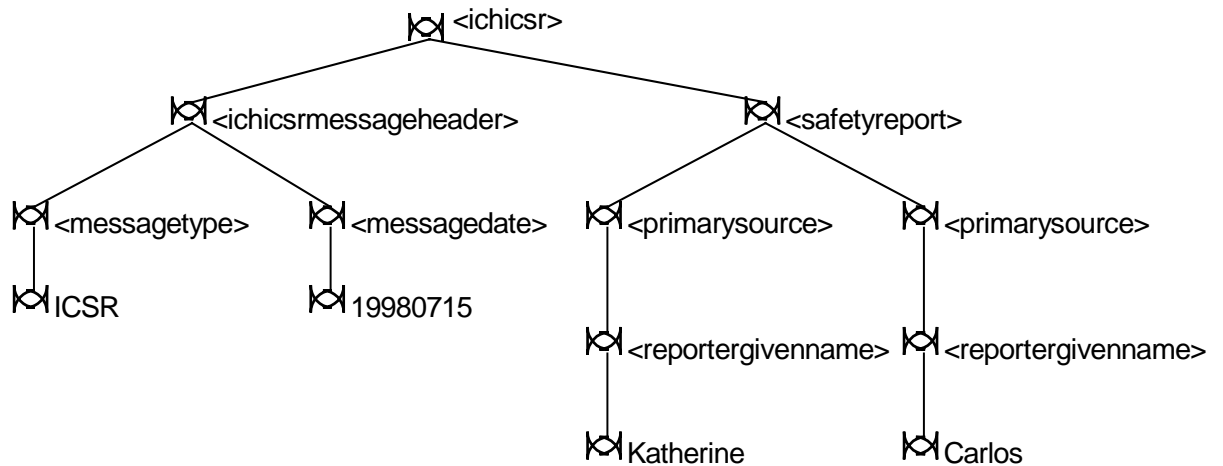 <ichicsr>
<ichicsrmessageheader>
<safetyreport>
<messagetype>
<messagedate>
<primarysource>
<primarysource>
ICSR
19980715
<reportergivenname>
<reportergivenname>
Katherine
Carlos